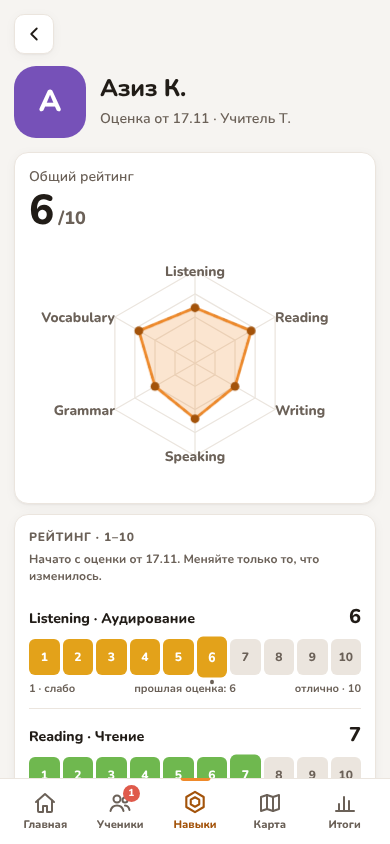 А
Азиз К.
Оценка от 17.11 · Учитель Т.
Общий рейтинг
6 /10
Listening
Vocabulary
Reading
Grammar
Writing
Speaking
РЕЙТИНГ · 1–10
Начато с оценки от 17.11. Меняйте только то, что
изменилось.
Listening · Аудирование 6
1 2 3 4 5 6 7 8 9 10
1 · слабо прошлая оценка: 6 отлично · 10
Reading · Чтение 7
1 2 3 4 5 6 7 8 9 10
1
Главная Ученики Навыки Карта Итоги